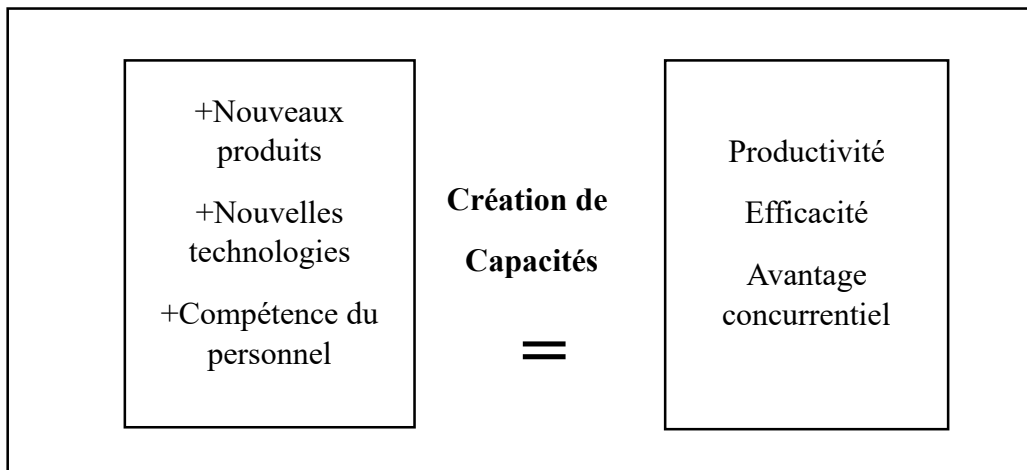 +Nouveaux
produits
+Nouvelles
technologies
+Compétence du
personnel
Création de
Capacités
=
Productivité
Efficacité
Avantage
concurrentiel